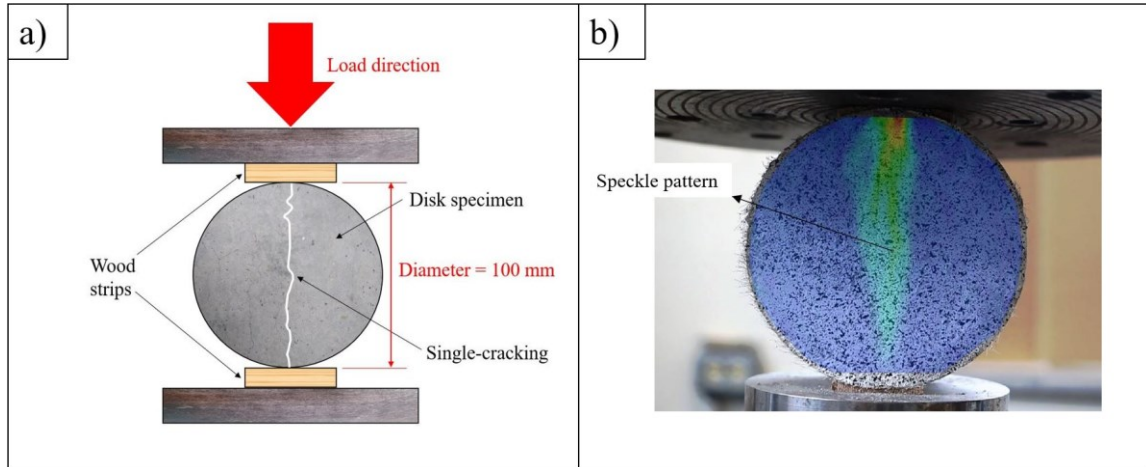 a)
Load direction
Disk specimen
Wood
strips
Diameter = 100 mm
Single-cracking
b)
Speckle pattern